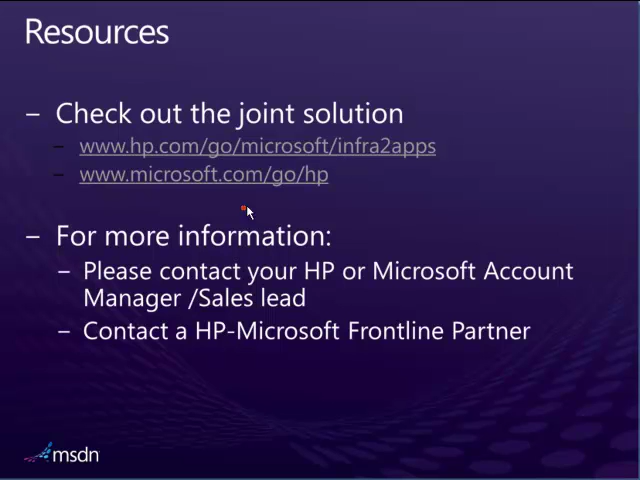 Resources
– Check out the joint solution
– www.hp.com/go/microsoft/infra2apps
– www.microsoft.com/go/hp
– For more information:
– Please contact your HP or Microsoft Account
Manager /Sales lead
– Contact a HP-Microsoft Frontline Partner
msdn